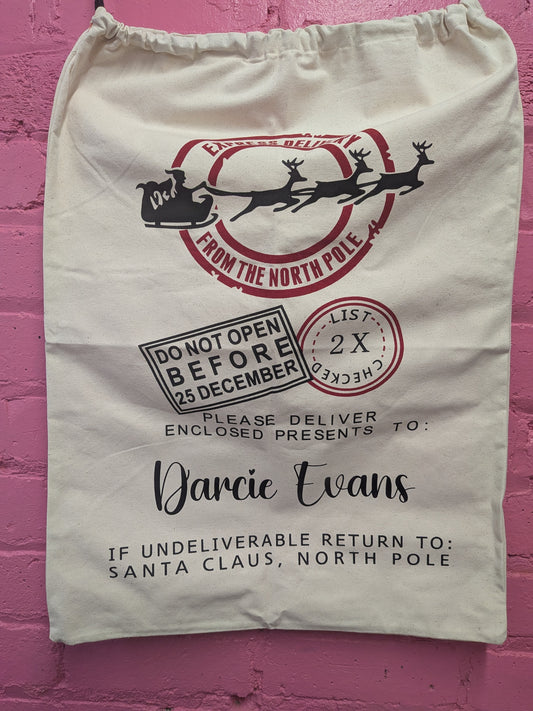 EXPRESS DELIVERY
FROM THE NORTH POLE
DO NOT OPEN
BEFORE
25 DECEMBER
LIST
2 X
CHECKED
PLEASE DELIVER
ENCLOSED PRESENTS TO:
Darcie Evans
IF UNDELIVERABLE RETURN TO:
SANTA CLAUS, NORTH POLE